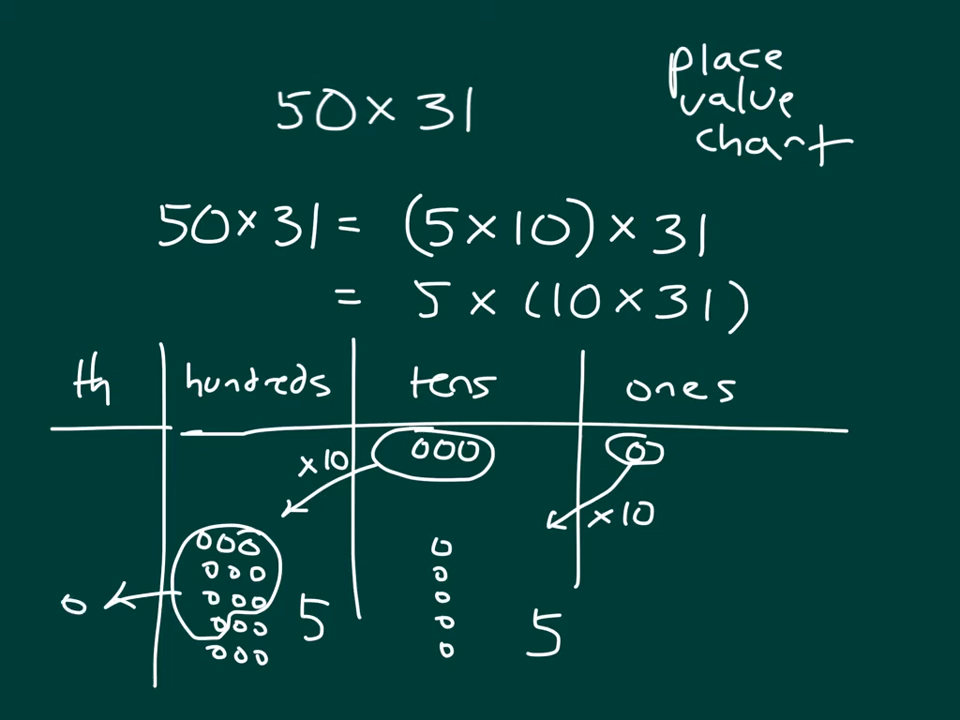 place
value
chart
50 × 31
50 × 31 = (5 × 10) × 31
= 5 × (10 × 31)
th hundreds tens ones
×10
×10
5 5